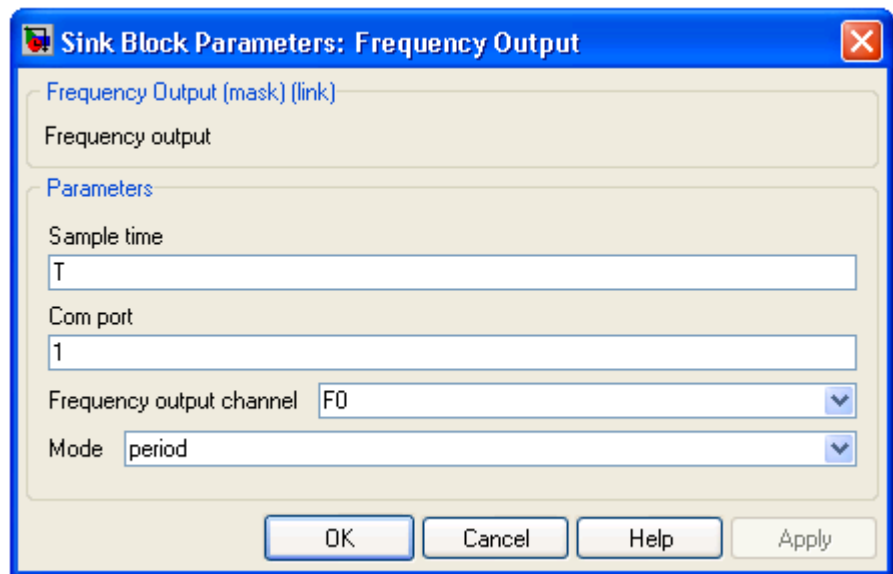 Sink Block Parameters: Frequency Output
Frequency Output (mask) (link)
Frequency output
Parameters
Sample time
T
Com port
1
Frequency output channel F0
Mode period
OK Cancel Help Apply